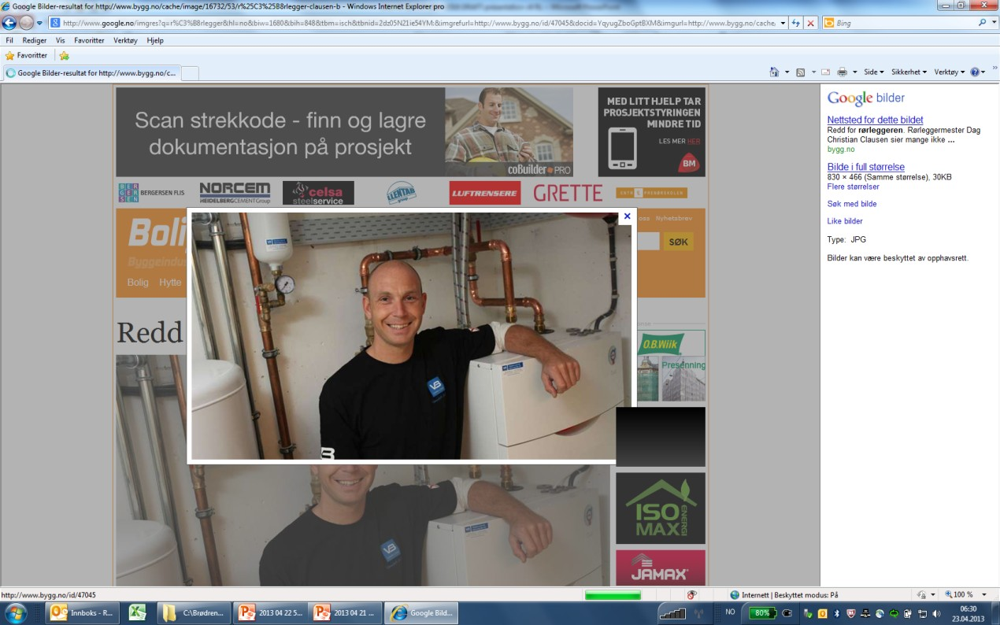 Google Bilder-resultat for http://www.bygg.no/cache/image/16732/53/r%25C3%25B8rlegger-clausen-b - Windows Internet Explorer pro
http://www.google.no/imgres?q=r%C3%B8rlegger&hl=no&biw=1680&bih=848&tbm=isch&tbnid=2dz05N21ie54YM:&imgrefurl=http://www.bygg.no/id/47045&docid=YqyugZboGptBXM&imgurl=http://www.bygg.no/cache,
Bing
Fil Rediger Vis Favoritter Verktøy Hjelp
Favoritter
Google Bilder-resultat for http://www.bygg.no/c...
Side Sikkerhet Verktøy
Scan strekkode - finn og lagre
dokumentasjon på prosjekt
coBuilder PRO
MED LITT HJELP TAR
PROSJEKTSTYRINGEN
MINDRE TID
LES MER HER
BM
BERGERSEN FLIS
NORCEM
HEIDELBERGCEMENT Group
celsa
steelservice
LUFTRENSERE
GRETTE
Boli
Byggeindus
Bolig Hytte
oss Nyhetsbrev
SØK
Redd
VB
O.B.Wiik
Presenning
ISO
MAX
ENERGI
JAMAX
Google bilder
Nettsted for dette bildet
Redd for rørleggeren. Rørleggermester Dag
Christian Clausen sier mange ikke ...
bygg.no
Bilde i full størrelse
830 × 466 (Samme størrelse), 30KB
Flere størrelser
Søk med bilde
Like bilder
Type: JPG
Bilder kan være beskyttet av opphavsrett.
http://www.bygg.no/id/47045
Internett | Beskyttet modus: På
100 %
Innboks - R...
C:\Brødren...
2013 04 22 5...
2013 04 21 ...
Google Bild...
NO
80%
06:30
23.04.2013